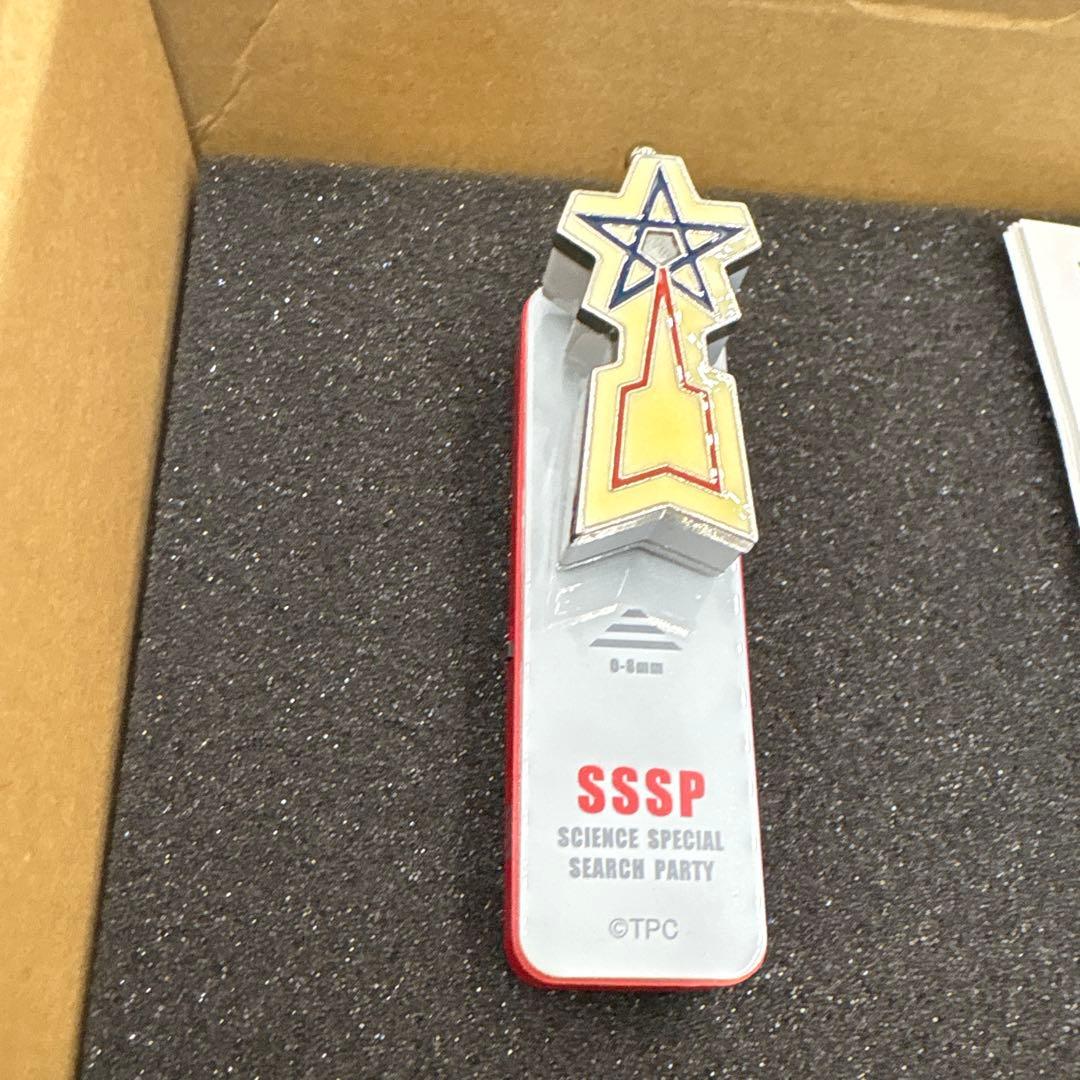 0-8mm
SSSP
SCIENCE SPECIAL
SEARCH PARTY
©TPC